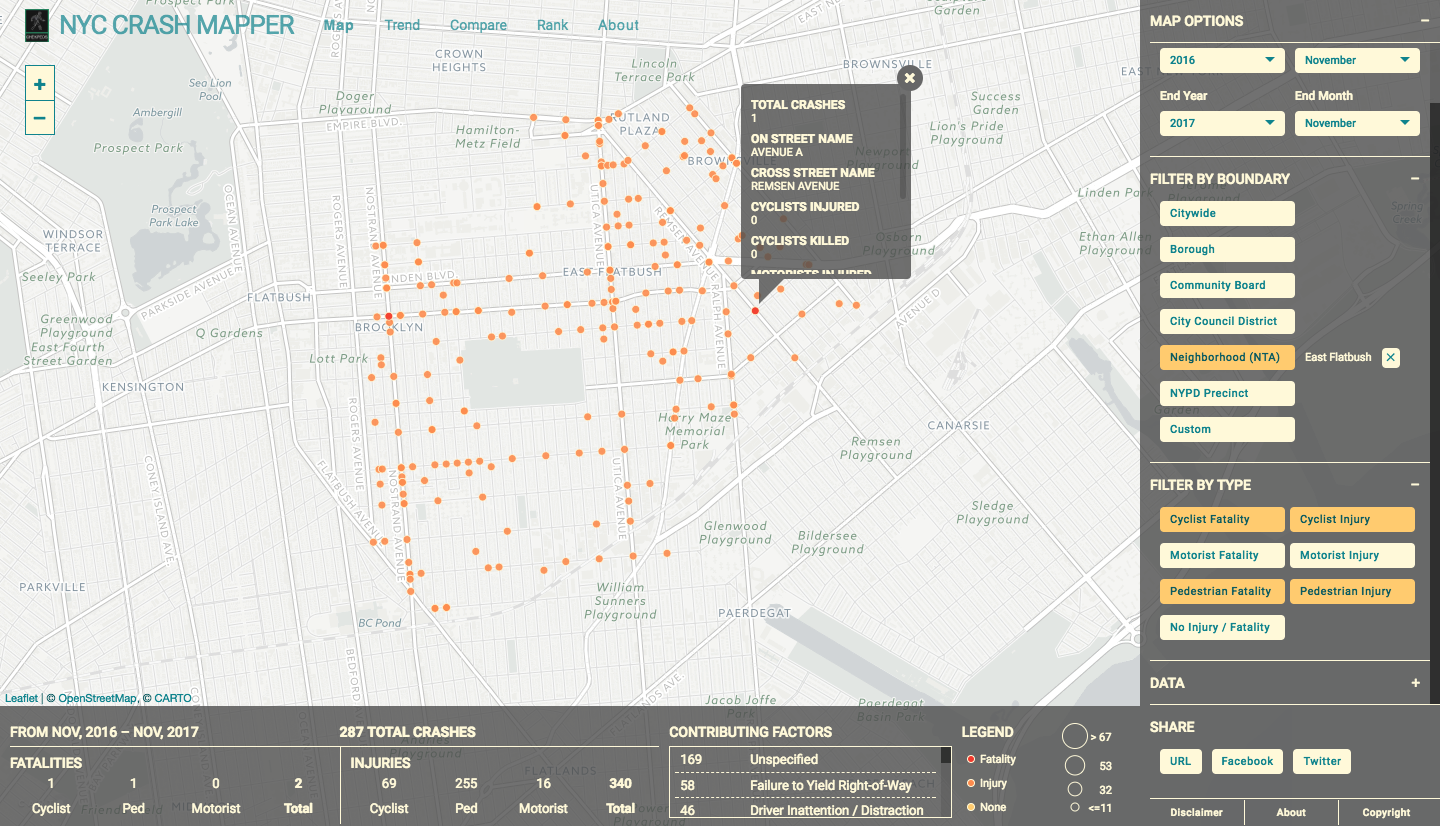 NYC CRASH MAPPER
Map
Trend
Compare
Rank
About
+
−
CROWN
HEIGHTS
Lincoln
Terrace Park
BROWNSVILLE
Sea Lion
Pool
Doger
Playground
EMPIRE BLVD.
Ambergill
Hamilton-
Metz Field
RUTLAND
PLAZA
Success
Garden
Lion's Pride
Playground
Prospect Park
Linden Park
Prospect
Park Lake
OCEAN AVENUE
ROGERS AVENUE
NOSTRAND AVENUE
UTICA AVENUE
REMSEN AVENUE
RALPH AVENUE
WINDSOR
TERRACE
Osborn
Playground
Ethan Allen
Playground
Seeley Park
PARKSIDE AVENUE
EAST FLATBUSH
FLATBUSH
AVENUE D
Greenwood
Playground
East Fourth
Street Garden
Q Gardens
BROOKLYN
Lott Park
KENSINGTON
Harry Maze
Memorial
Park
CANARSIE
Remsen
Playground
ROGERS AVENUE
CONEY ISLAND AVE
FLATBUSH AVENUE
NOSTRAND AVENUE
UTICA AVENUE
Sledge
Playground
Glenwood
Playground
Bildersee
Playground
PARKVILLE
William
Sunners
Playground
PAERDEGAT
BC Pond
Jacob Joffe
Paerdegat
Basin Park
TOTAL CRASHES
1
ON STREET NAME
AVENUE A
CROSS STREET NAME
REMSEN AVENUE
CYCLISTS INJURED
0
CYCLISTS KILLED
0
MOTORISTS INJURED
Leaflet | © OpenStreetMap, © CARTO
MAP OPTIONS −
2016 November
End Year End Month
2017 November
FILTER BY BOUNDARY −
Citywide
Borough
Community Board
City Council District
Neighborhood (NTA) East Flatbush ×
NYPD Precinct
Custom
FILTER BY TYPE −
Cyclist Fatality Cyclist Injury
Motorist Fatality Motorist Injury
Pedestrian Fatality Pedestrian Injury
No Injury / Fatality
DATA +
SHARE
URL Facebook Twitter
Disclaimer About Copyright
FROM NOV, 2016 – NOV, 2017
287 TOTAL CRASHES
FATALITIES
1 1 0 2
Cyclist Ped Motorist Total
INJURIES
69 255 16 340
Cyclist Ped Motorist Total
CONTRIBUTING FACTORS
169 Unspecified
58 Failure to Yield Right-of-Way
46 Driver Inattention / Distraction
LEGEND
Fatality
Injury
None
> 67
53
32
<=11